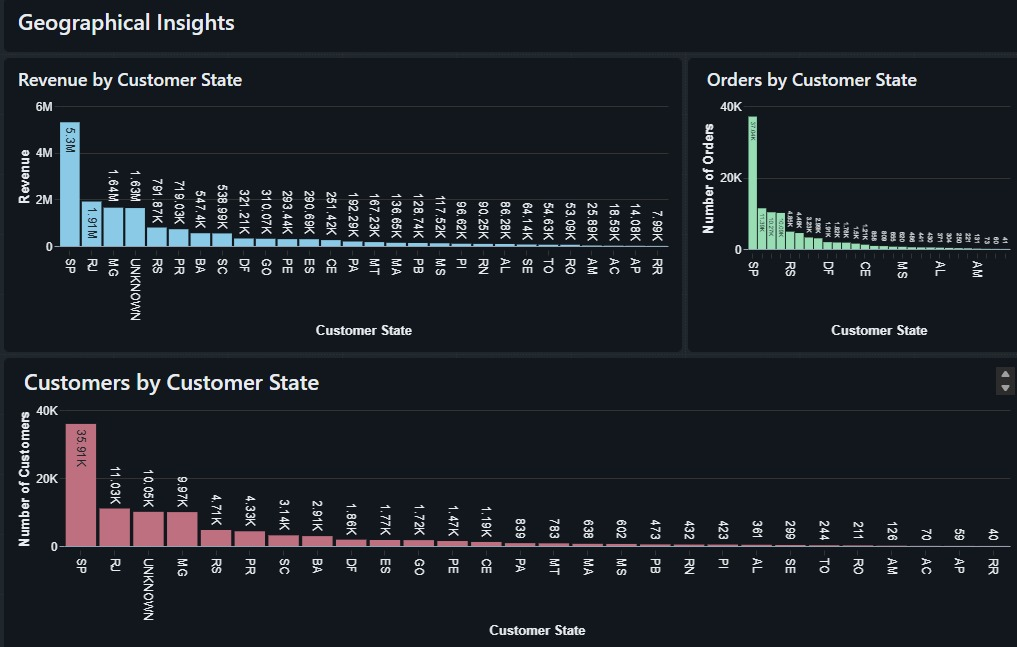 Geographical Insights
Revenue by Customer State
6M
4M
2M
0
Revenue
5.3M
1.91M
1.64M
1.63M
791.87K
719.03K
547.4K
538.99K
321.21K
310.07K
293.44K
290.69K
251.42K
192.29K
167.23K
136.65K
128.74K
117.52K
96.62K
90.25K
86.28K
64.14K
54.63K
53.09K
25.89K
18.59K
14.08K
7.99K
SP
RJ
MG
UNKNOWN
RS
PR
BA
SC
DF
GO
PE
ES
CE
PA
MT
MA
PB
MS
PI
RN
AL
SE
TO
RO
AM
AC
AP
RR
Customer State
Orders by Customer State
40K
20K
0
Number of Orders
SP
RS
DF
CE
MS
AL
AM
Customer State
Customers by Customer State
40K
20K
0
Number of Customers
35.91K
11.03K
10.05K
9.97K
4.71K
4.33K
3.14K
2.91K
1.86K
1.77K
1.72K
1.47K
1.19K
839
783
638
602
473
432
423
361
299
244
211
126
70
59
40
SP
RJ
UNKNOWN
MG
RS
PR
SC
BA
DF
ES
GO
PE
CE
PA
MT
MA
MS
PB
RN
PI
AL
SE
TO
RO
AM
AC
AP
RR
Customer State